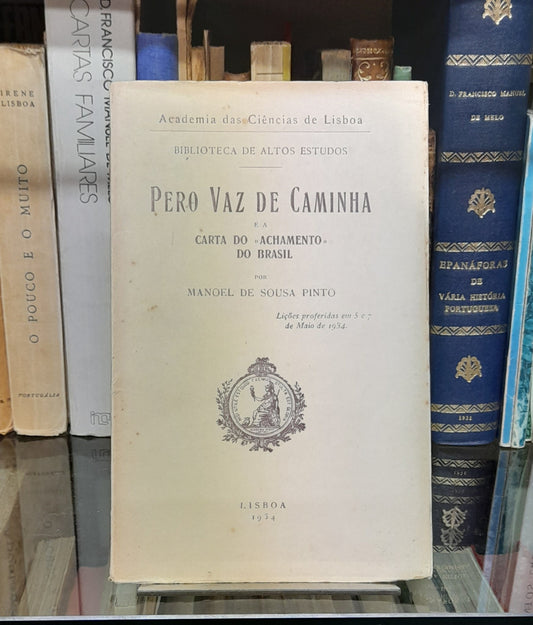 Academia das Ciências de Lisboa
BIBLIOTECA DE ALTOS ESTUDOS
PERO VAZ DE CAMINHA
E A
CARTA DO «ACHAMENTO»
DO BRASIL
POR
MANOEL DE SOUSA PINTO
Lições proferidas em 5 e 7
de Maio de 1934.
LISBOA
1934
IRENE
LISBOA
O POUCO E O MUITO
PORTUGÁLIA
D. FRANCISCO MANUEL DE MELO
CARTAS FAMILIARES
D. FRANCISCO MANUEL
DE MELO
EPANÁFORAS
DE
VÁRIA HISTÓRIA
PORTUGUESA
1931